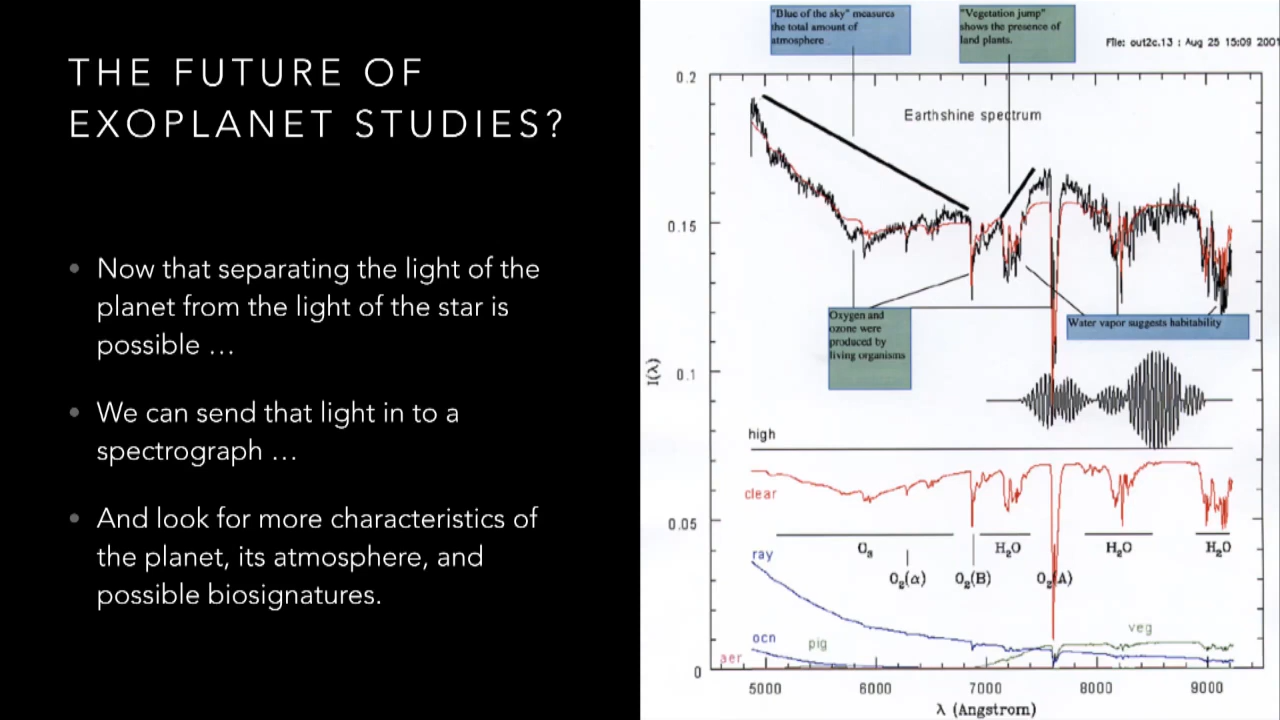 THE FUTURE OF
EXOPLANET STUDIES?
• Now that separating the light of the
planet from the light of the star is
possible …
• We can send that light in to a
spectrograph …
• And look for more characteristics of
the planet, its atmosphere, and
possible biosignatures.
"Blue of the sky" measures
the total amount of
atmosphere
"Vegetation jump"
shows the presence of
land plants.
File: out2c.13 : Aug 25 15:09 2001
Earthshine spectrum
0.2
0.15
0.1
0.05
0
I(λ)
Oxygen and
ozone were
produced by
living organisms
Water vapor suggests habitability
high
clear
O₃
O₂(α)
O₂(B)
H₂O
O₂(A)
H₂O
H₂O
ray
ocn
pig
aer
veg
5000 6000 7000 8000 9000
λ (Angstrom)